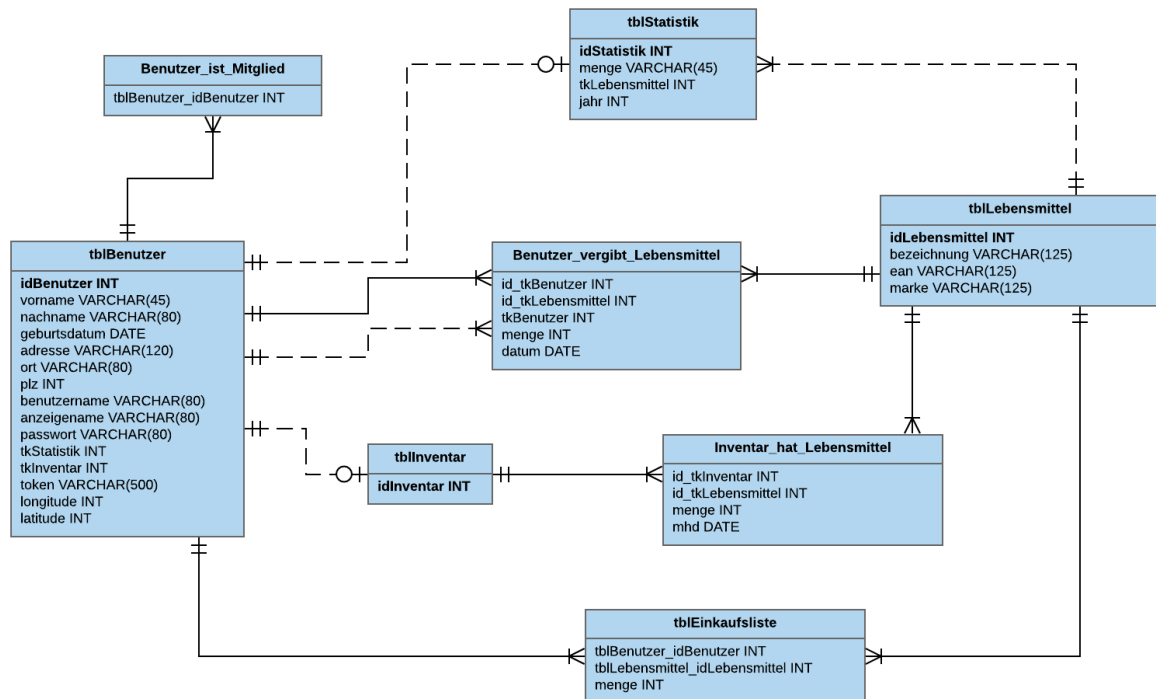 tblStatistik
idStatistik INT
menge VARCHAR(45)
tkLebensmittel INT
jahr INT
Benutzer_ist_Mitglied
tblBenutzer_idBenutzer INT
tblLebensmittel
idLebensmittel INT
bezeichnung VARCHAR(125)
ean VARCHAR(125)
marke VARCHAR(125)
tblBenutzer
idBenutzer INT
vorname VARCHAR(45)
nachname VARCHAR(80)
geburtsdatum DATE
adresse VARCHAR(120)
ort VARCHAR(80)
plz INT
benutzername VARCHAR(80)
anzeigename VARCHAR(80)
passwort VARCHAR(80)
tkStatistik INT
tkInventar INT
token VARCHAR(500)
longitude INT
latitude INT
Benutzer_vergibt_Lebensmittel
id_tkBenutzer INT
id_tkLebensmittel INT
tkBenutzer INT
menge INT
datum DATE
tblInventar
idInventar INT
Inventar_hat_Lebensmittel
id_tkInventar INT
id_tkLebensmittel INT
menge INT
mhd DATE
tblEinkaufsliste
tblBenutzer_idBenutzer INT
tblLebensmittel_idLebensmittel INT
menge INT